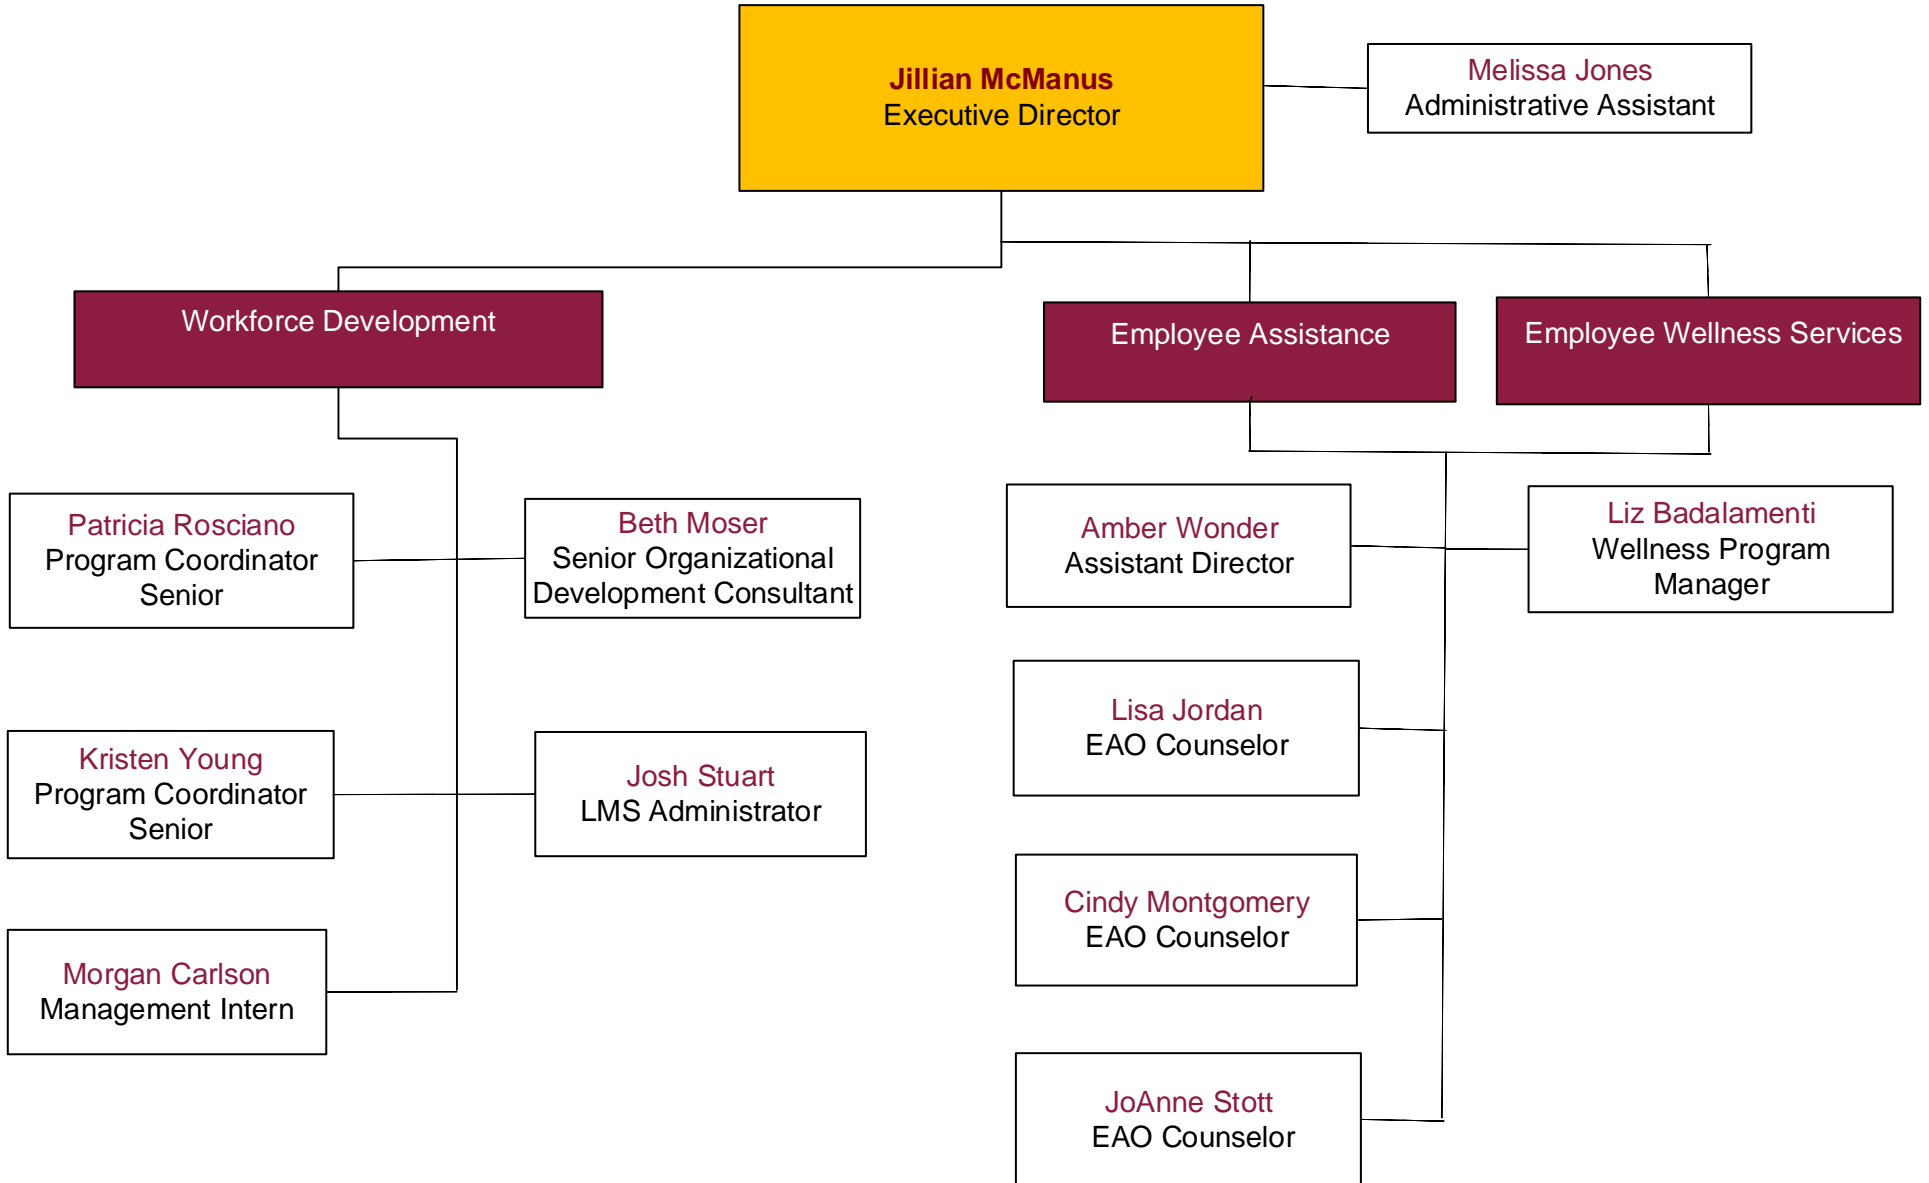 Jillian McManus
Executive Director
Melissa Jones
Administrative Assistant
Workforce Development
Employee Assistance
Employee Wellness Services
Patricia Rosciano
Program Coordinator
Senior
Beth Moser
Senior Organizational
Development Consultant
Amber Wonder
Assistant Director
Liz Badalamenti
Wellness Program
Manager
Lisa Jordan
EAO Counselor
Kristen Young
Program Coordinator
Senior
Josh Stuart
LMS Administrator
Cindy Montgomery
EAO Counselor
Morgan Carlson
Management Intern
JoAnne Stott
EAO Counselor